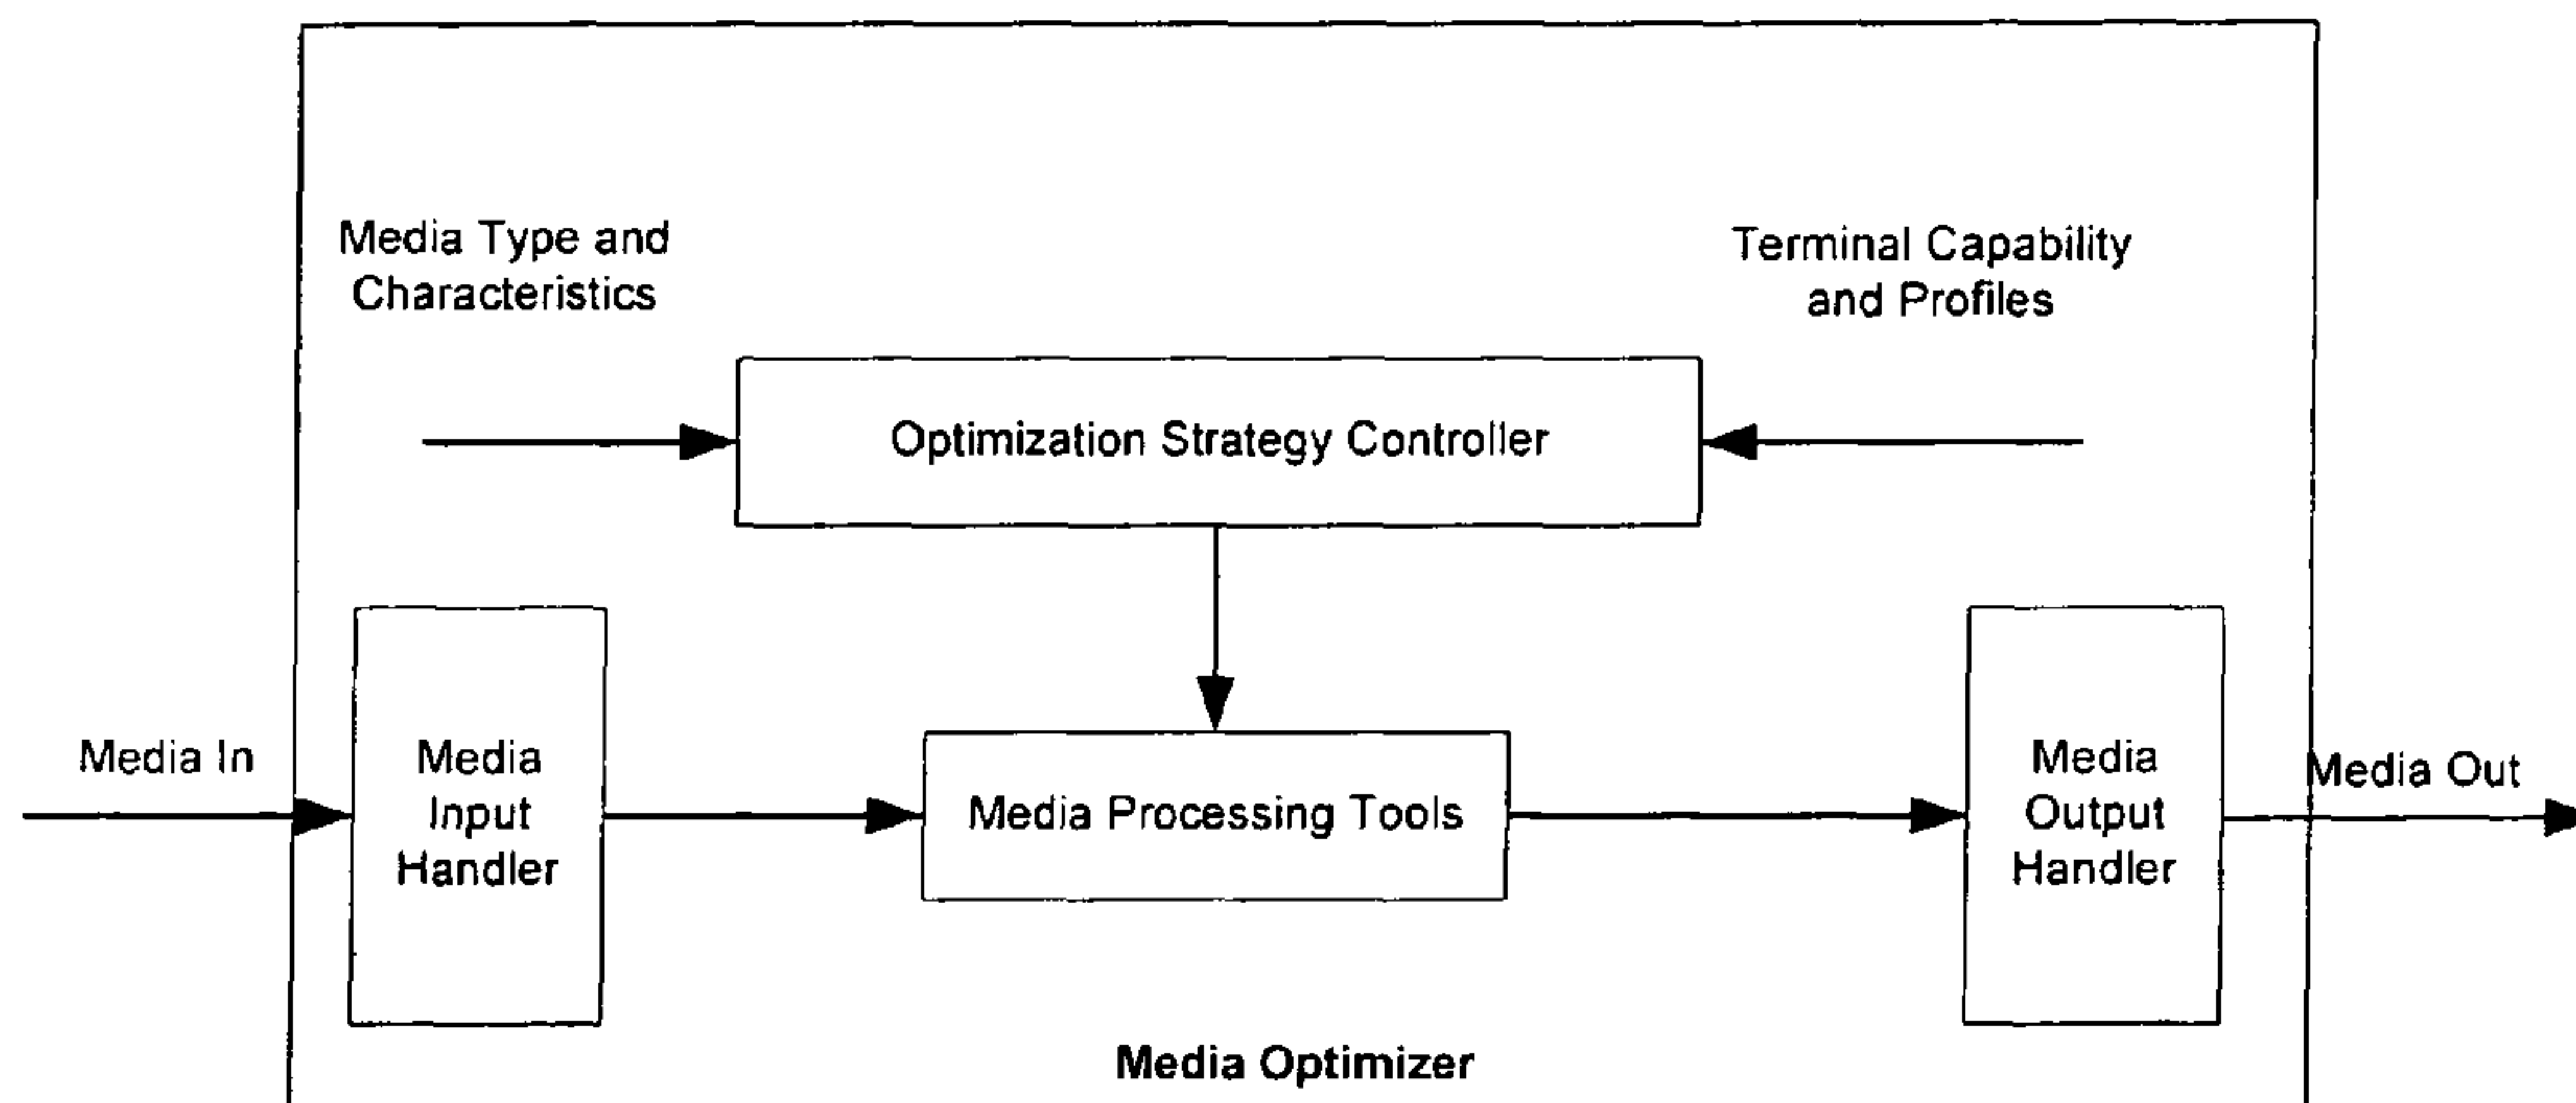 Media Type and
Characteristics
Terminal Capability
and Profiles
Optimization Strategy Controller
Media In
Media
Input
Handler
Media Processing Tools
Media
Output
Handler
Media Out
Media Optimizer